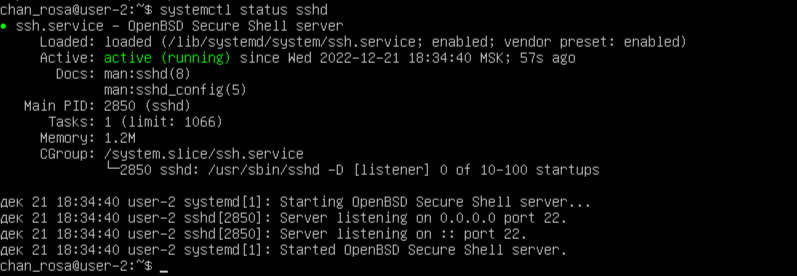 chan_rosa@user-2:~$ systemctl status sshd
● ssh.service – OpenBSD Secure Shell server
Loaded: loaded (/lib/systemd/system/ssh.service; enabled; vendor preset: enabled)
Active: active (running) since Wed 2022-12-21 18:34:40 MSK; 57s ago
Docs: man:sshd(8)
man:sshd_config(5)
Main PID: 2850 (sshd)
Tasks: 1 (limit: 1066)
Memory: 1.2M
CGroup: /system.slice/ssh.service
└─2850 sshd: /usr/sbin/sshd -D [listener] 0 of 10-100 startups

дек 21 18:34:40 user-2 systemd[1]: Starting OpenBSD Secure Shell server...
дек 21 18:34:40 user-2 sshd[2850]: Server listening on 0.0.0.0 port 22.
дек 21 18:34:40 user-2 sshd[2850]: Server listening on :: port 22.
дек 21 18:34:40 user-2 systemd[1]: Started OpenBSD Secure Shell server.
chan_rosa@user-2:~$ _